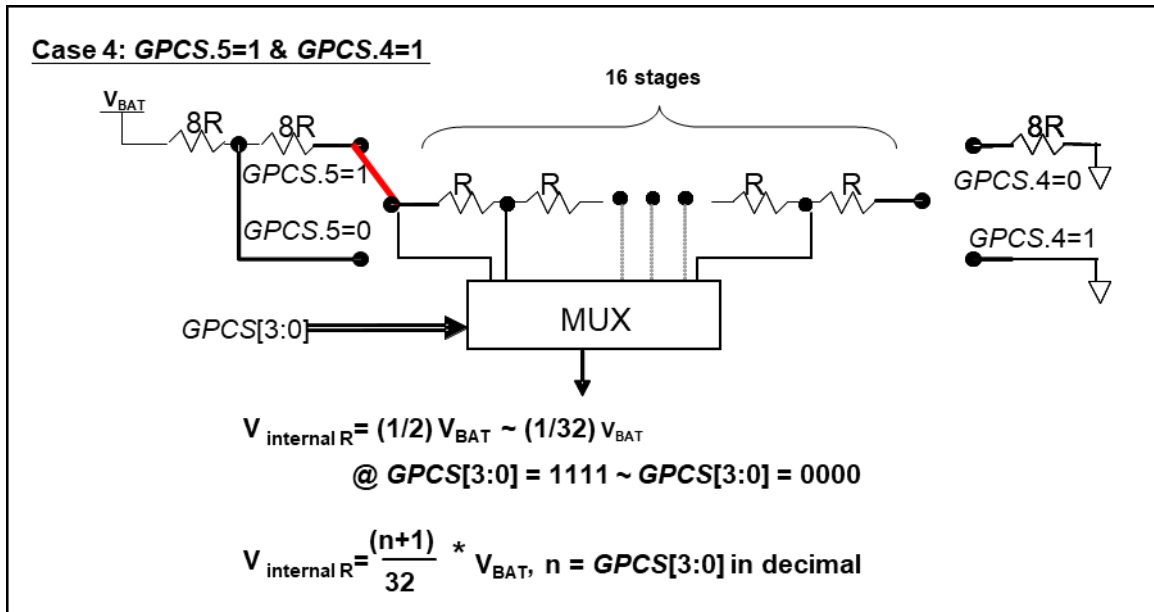 Case 4: GPCS.5=1 & GPCS.4=1
16 stages
VBAT
8R
8R
8R
GPCS.5=1
R
R
R
R
GPCS.4=0
GPCS.5=0
GPCS.4=1
MUX
GPCS[3:0]
V internal R= (1/2) VBAT ~ (1/32) VBAT
@ GPCS[3:0] = 1111 ~ GPCS[3:0] = 0000
V internal R= (n+1)/32 * VBAT, n = GPCS[3:0] in decimal